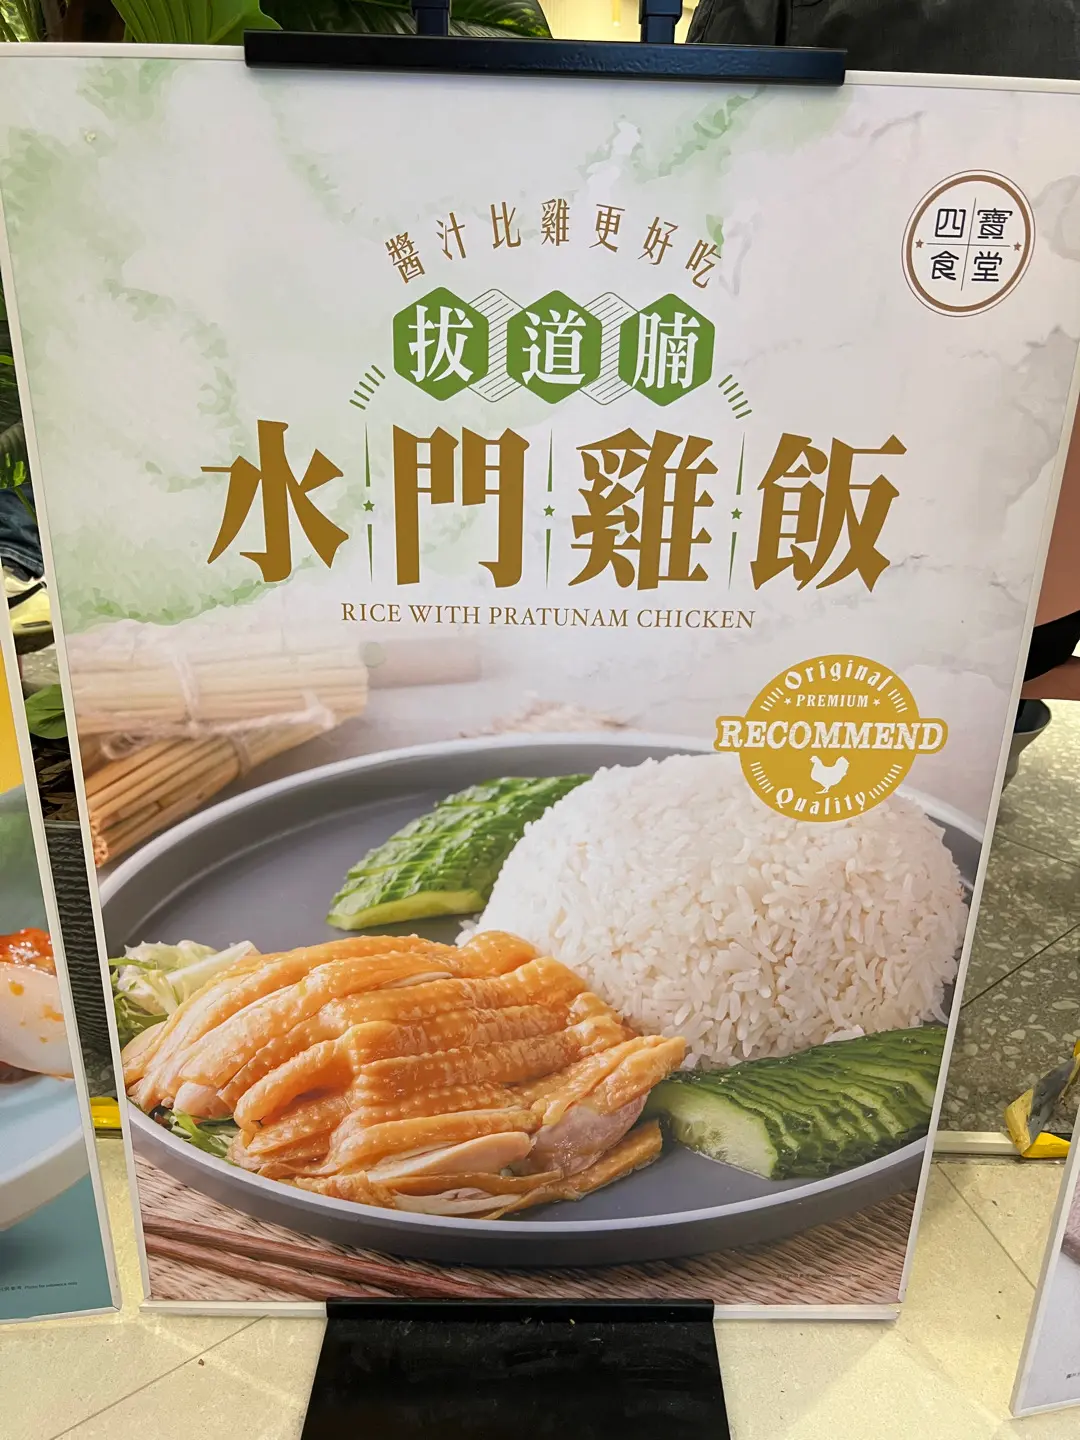 醬汁比雞更好吃
四寶
食堂
拔道腩
水門雞飯
RICE WITH PRATUNAM CHICKEN
Original
PREMIUM
RECOMMEND
Quality